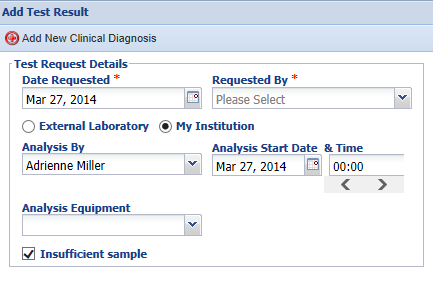 Add Test Result
Add New Clinical Diagnosis
Test Request Details
Date Requested * Requested By *
Mar 27, 2014 Please Select
External Laboratory My Institution
Analysis By Analysis Start Date & Time
Adrienne Miller Mar 27, 2014 00:00
Analysis Equipment
Insufficient sample